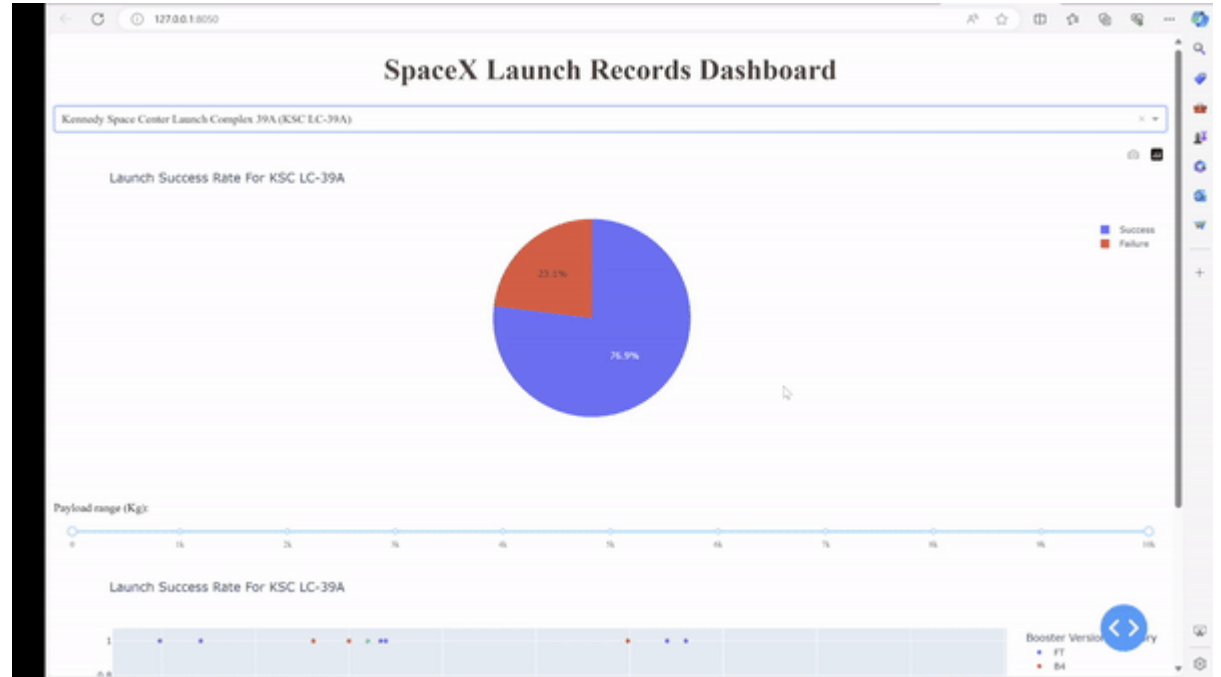 127.0.0.1:8050
SpaceX Launch Records Dashboard
Kennedy Space Center Launch Complex 39A (KSC LC-39A)
Launch Success Rate For KSC LC-39A
Success
Failure
23.1%
76.9%
Payload range (Kg):
0 1k 2k 3k 4k 5k 6k 7k 8k 9k 10k
Launch Success Rate For KSC LC-39A
1
Booster Version
FT
B4
0.8